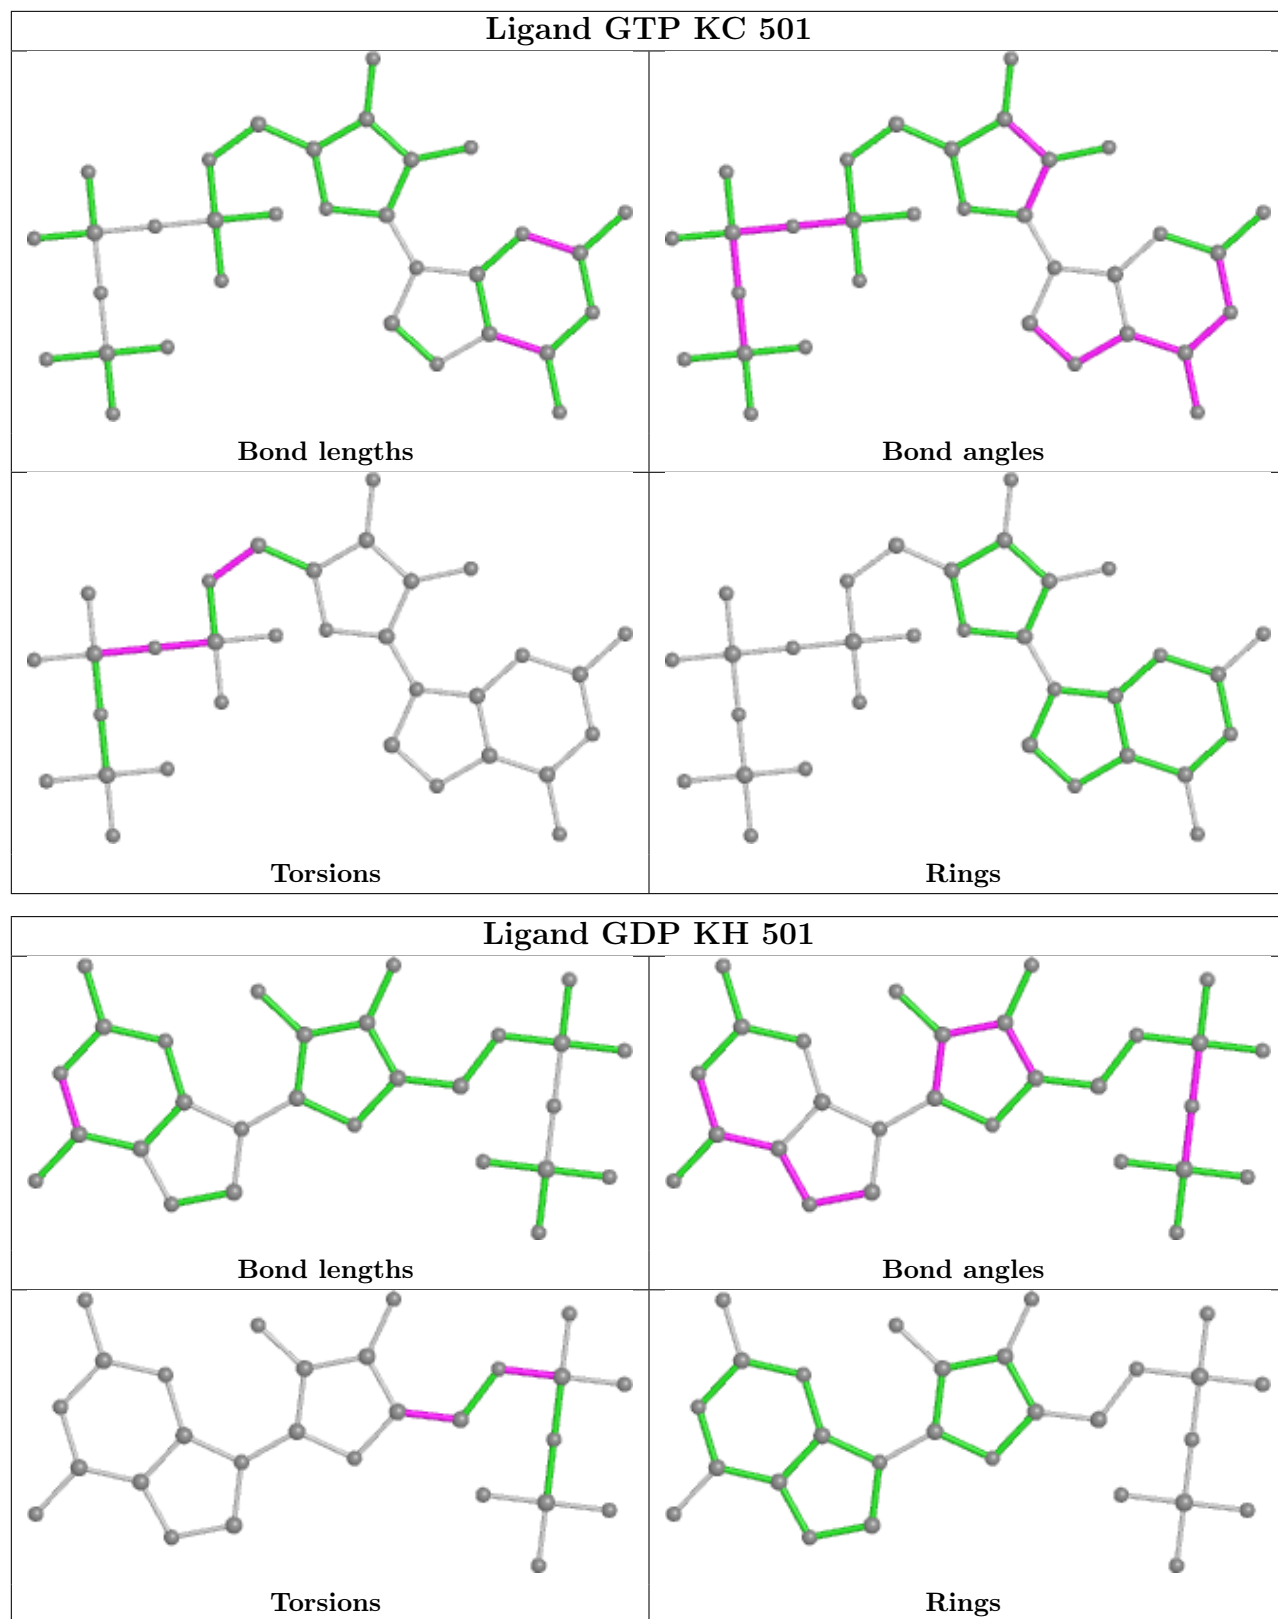 Ligand GTP KC 501
Bond lengths
Bond angles
Torsions
Rings
Ligand GDP KH 501
Bond lengths
Bond angles
Torsions
Rings